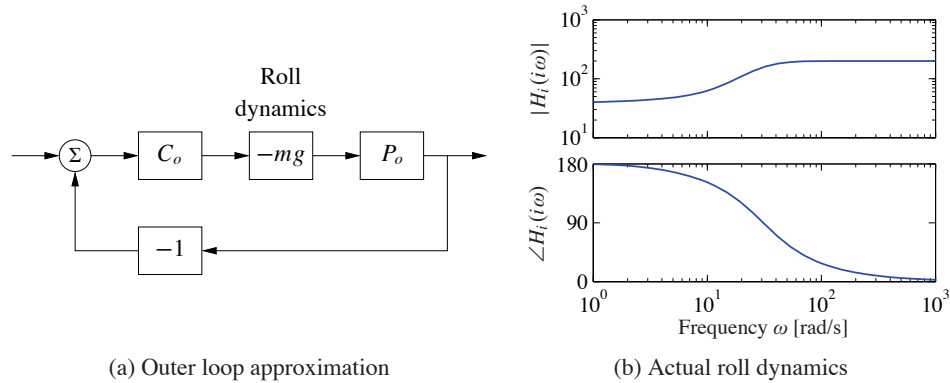 Roll
dynamics
Σ
C_o
−mg
P_o
−1
(a) Outer loop approximation
|H_i(iω)|
10^3
10^2
10^1
∠H_i(iω)
180
90
0
10^0
10^1
10^2
10^3
Frequency ω [rad/s]
(b) Actual roll dynamics